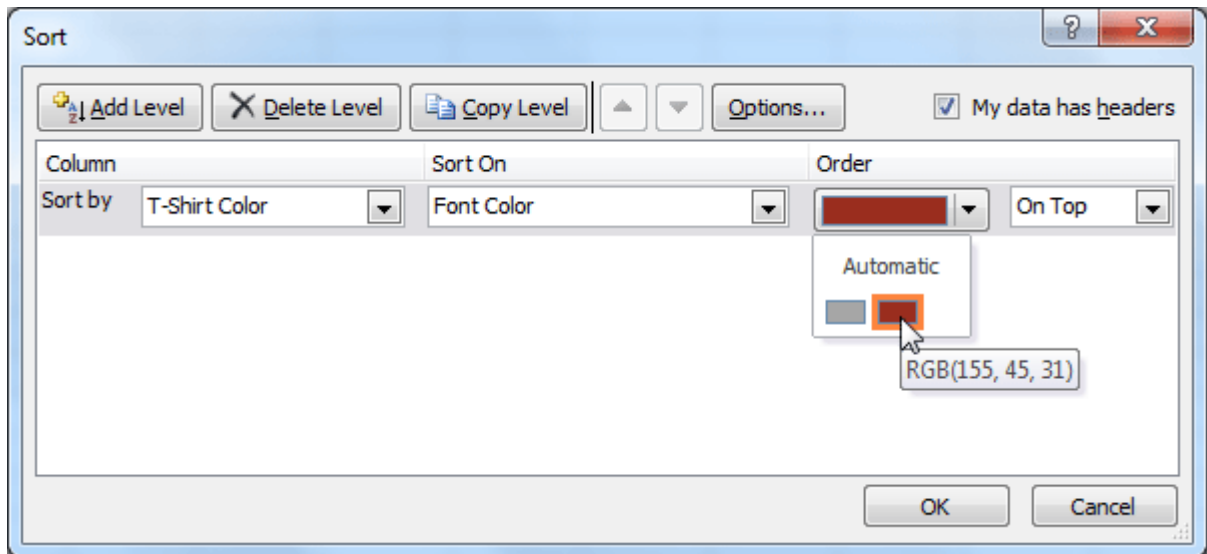 Sort
Add Level Delete Level Copy Level Options... My data has headers
Column Sort On Order
Sort by T-Shirt Color Font Color On Top
Automatic
RGB(155, 45, 31)
OK Cancel